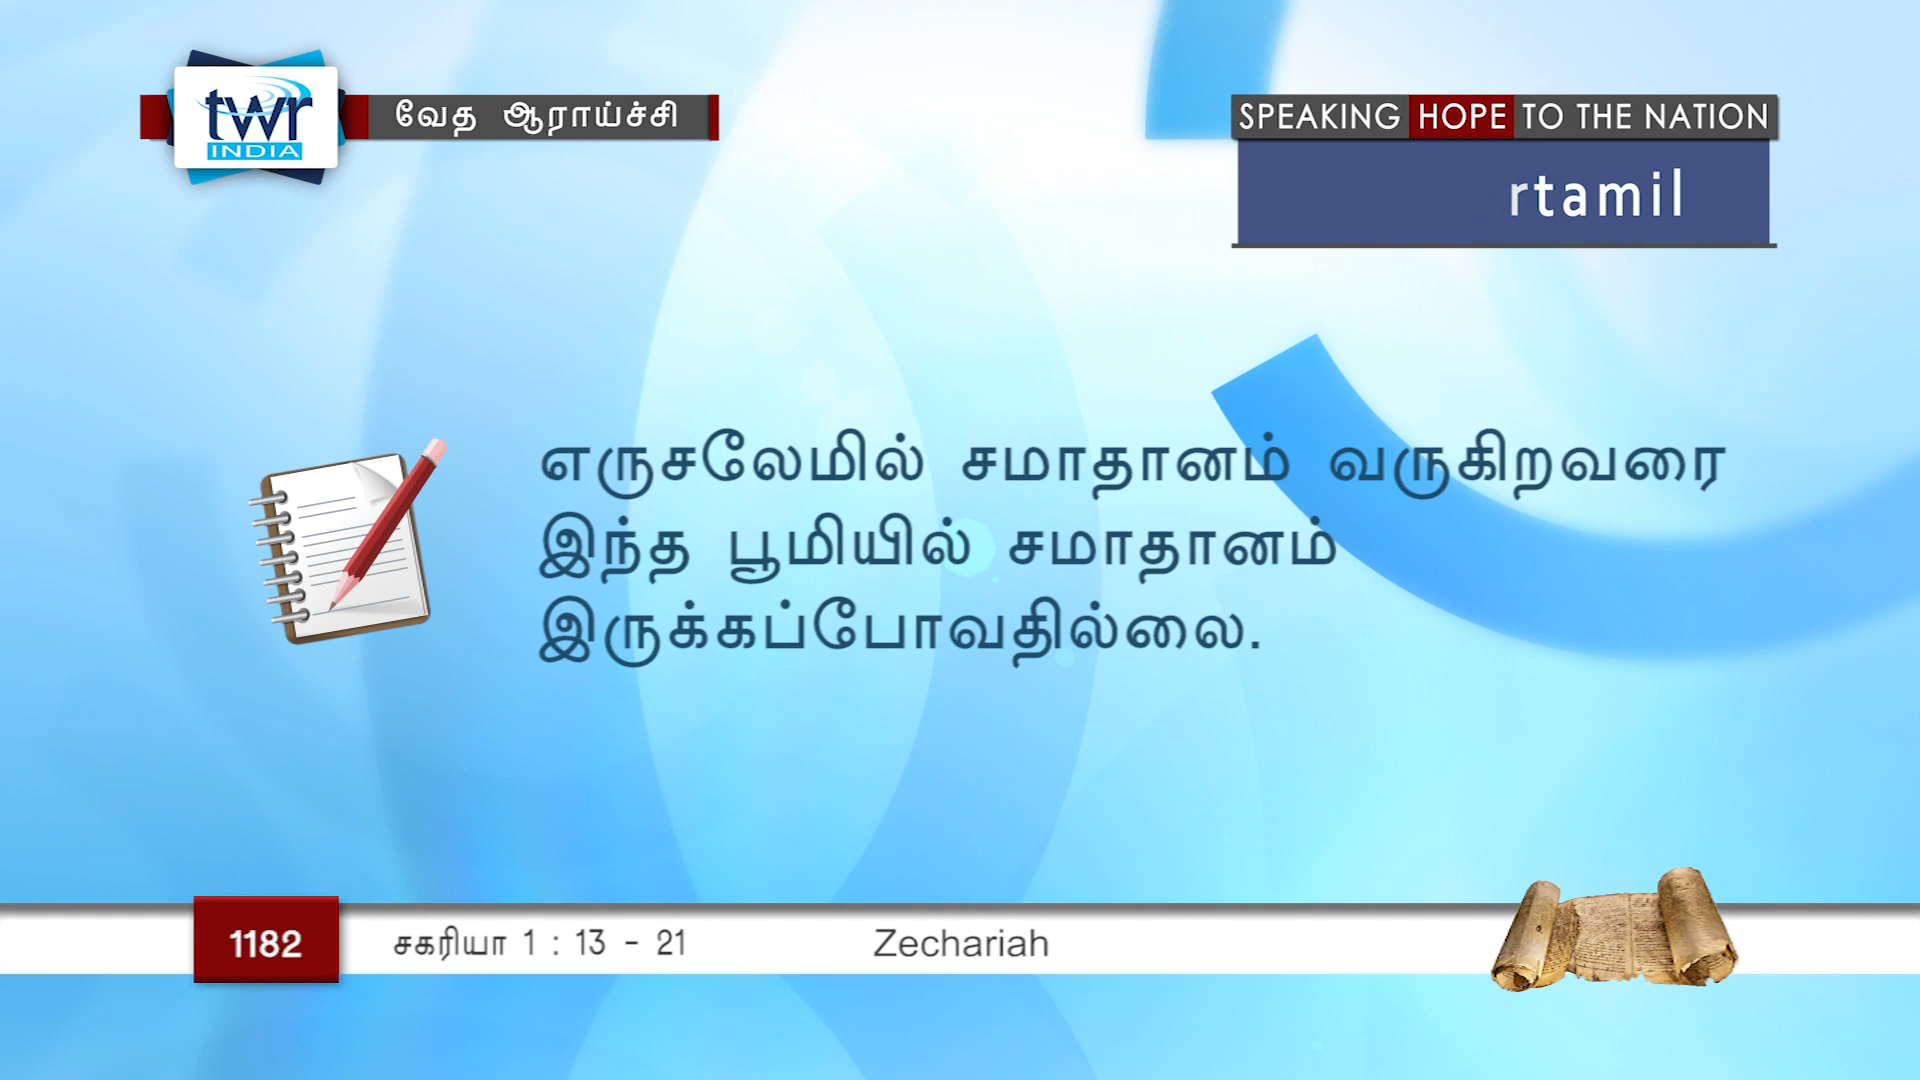 twr
INDIA
வேத ஆராய்ச்சி
SPEAKING HOPE TO THE NATION
rtamil
எருசலேமில் சமாதானம் வருகிறவரை
இந்த பூமியில் சமாதானம்
இருக்கப்போவதில்லை.
1182 சகரியா 1 : 13 - 21 Zechariah